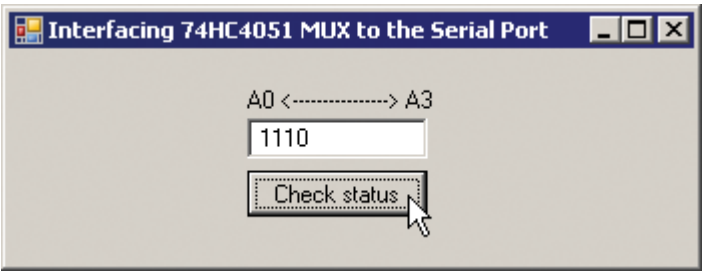 Interfacing 74HC4051 MUX to the Serial Port
A0 <---------------> A3
1110
Check status